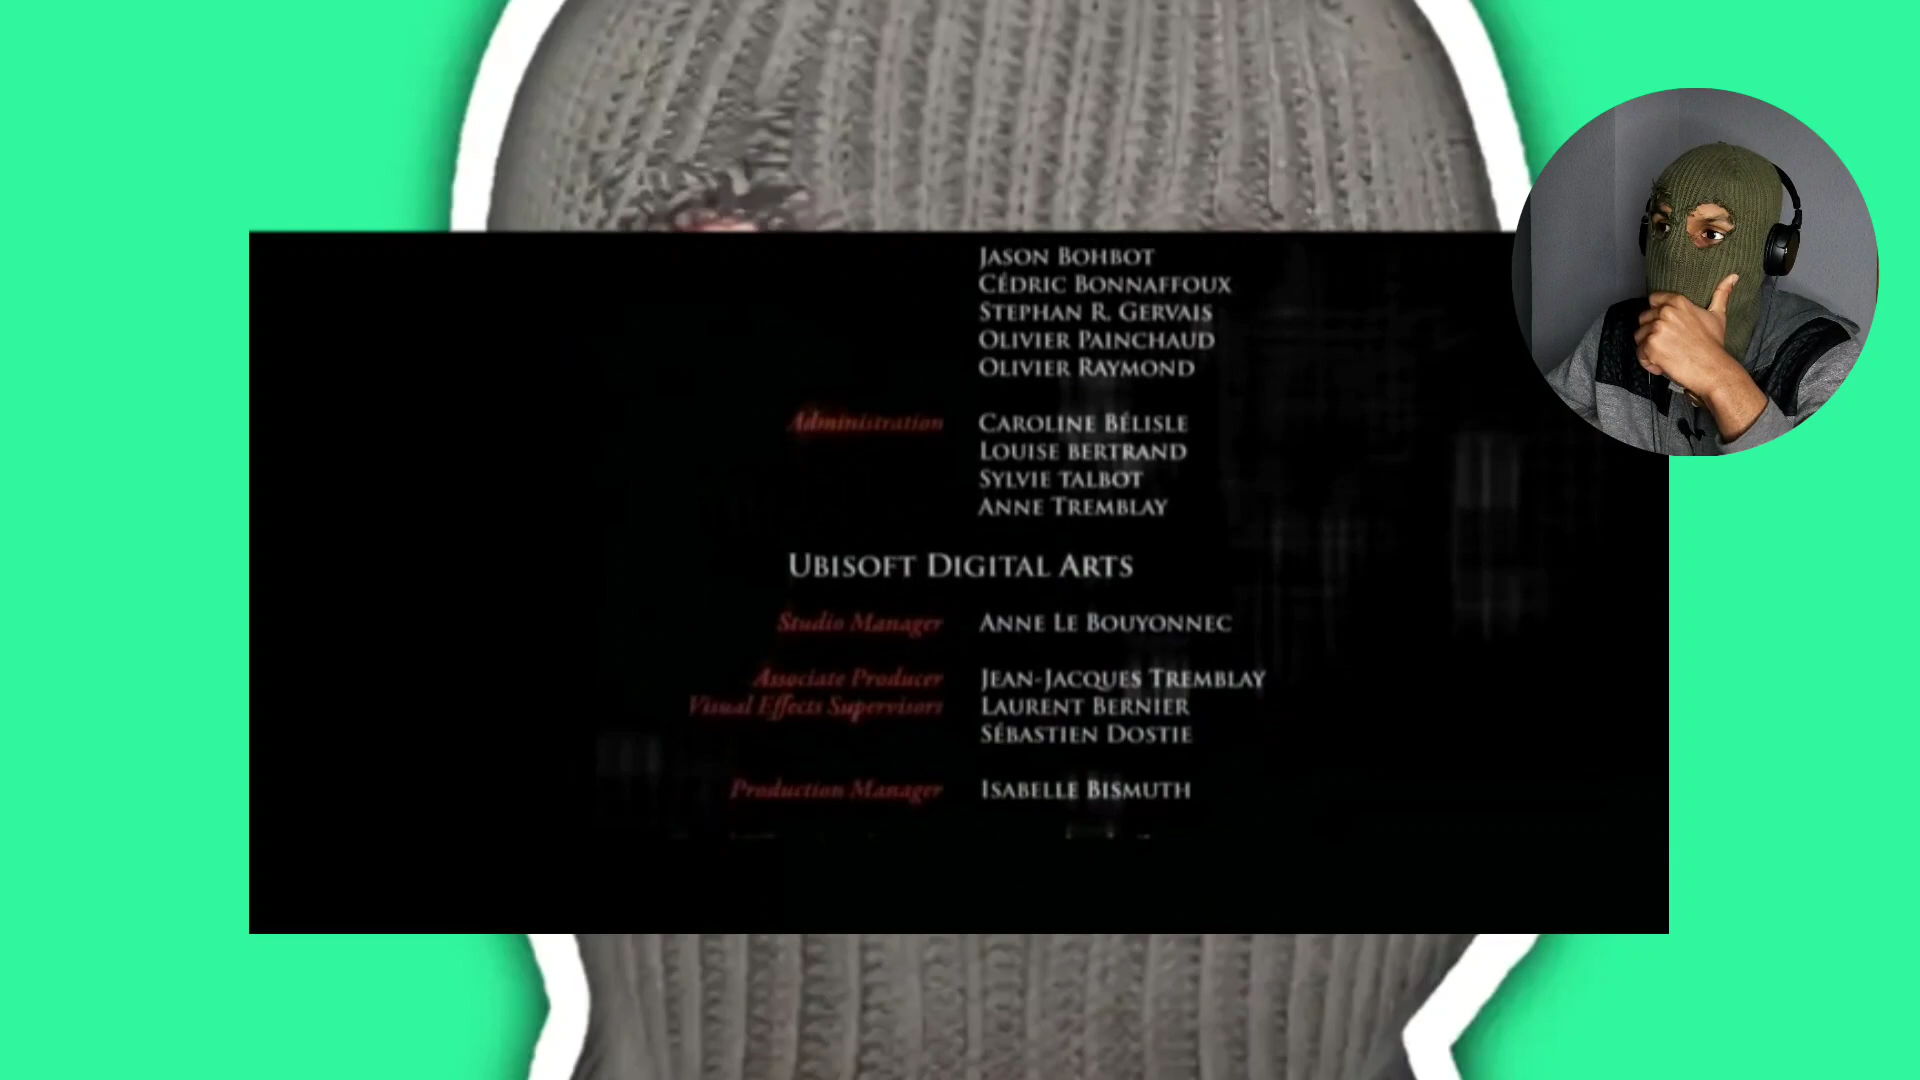 JASON BOHBOT
CÉDRIC BONNAFFOUX
STEPHAN R. GERVAIS
OLIVIER PAINCHAUD
OLIVIER RAYMOND
Administration CAROLINE BÉLISLE
LOUISE BERTRAND
SYLVIE TALBOT
ANNE TREMBLAY
UBISOFT DIGITAL ARTS
Studio Manager ANNE LE BOUYONNEC
Associate Producer JEAN-JACQUES TREMBLAY
Visual Effects Supervisors LAURENT BERNIER
SÉBASTIEN DOSTIE
Production Manager ISABELLE BISMUTH